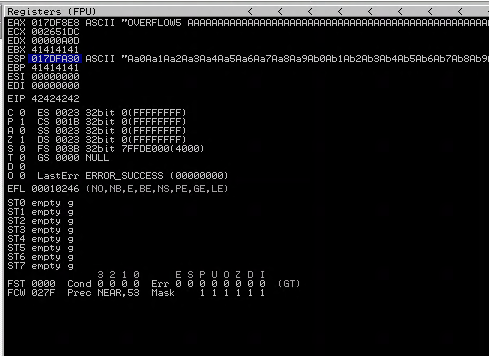 Registers (FPU) < < < < < <
EAX 017DF8E8 ASCII "OVERFLOW5 AAAAAAAAAAAAAAAAAAAAAAAAAAAAAAAAAAAAAAAAAAAAAAA
ECX 002651DC
EDX 00000A0D
EBX 41414141
ESP 017DFA30 ASCII "Aa0Aa1Aa2Aa3Aa4Aa5Aa6Aa7Aa8Aa9Ab0Ab1Ab2Ab3Ab4Ab5Ab6Ab7Ab8Ab9
EBP 41414141
ESI 00000000
EDI 00000000
EIP 42424242
C 0 ES 0023 32bit 0(FFFFFFFF)
P 1 CS 001B 32bit 0(FFFFFFFF)
A 0 SS 0023 32bit 0(FFFFFFFF)
Z 1 DS 0023 32bit 0(FFFFFFFF)
S 0 FS 003B 32bit 7FFDE000(4000)
T 0 GS 0000 NULL
D 0
O 0 LastErr ERROR_SUCCESS (00000000)
EFL 00010246 (NO,NB,E,BE,NS,PE,GE,LE)
ST0 empty g
ST1 empty g
ST2 empty g
ST3 empty g
ST4 empty g
ST5 empty g
ST6 empty g
ST7 empty g
3 2 1 0 E S P U O Z D I
FST 0000 Cond 0 0 0 0 Err 0 0 0 0 0 0 0 0 (GT)
FCW 027F Prec NEAR,53 Mask 1 1 1 1 1 1